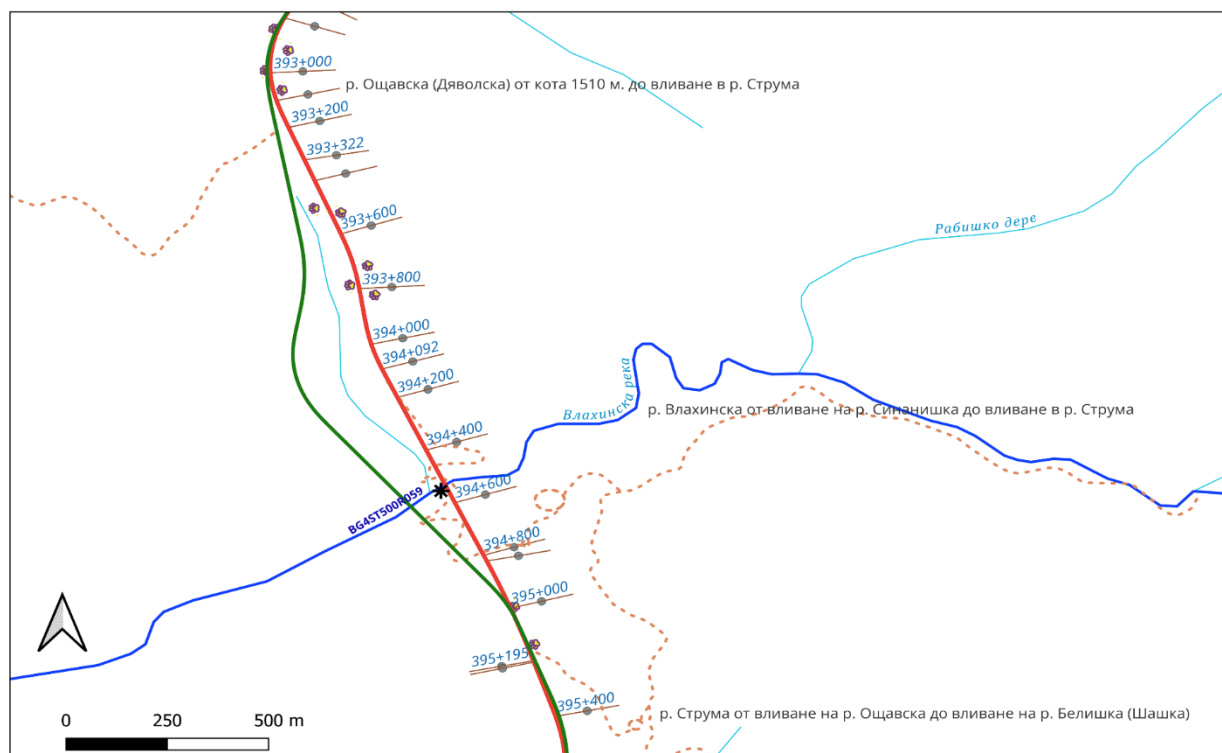 393+000
р. Ощавска (Дяволска) от кота 1510 м. до вливане в р. Струма
393+200
393+322
393+600
Рабишко дере
393+800
394+000
394+092
394+200
Влахинска река
р. Влахинска от вливане на р. Синанишка до вливане в р. Струма
394+400
394+600
BG4ST500R059
394+800
395+000
395+195
395+400
р. Струма от вливане на р. Ощавска до вливане на р. Белишка (Шашка)
0 250 500 m